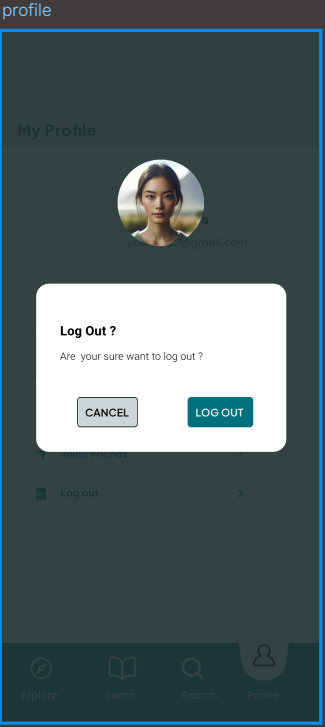 profile
My Profile
@gmail.com
Log Out ?
Are your sure want to log out ?
CANCEL
LOG OUT
Invite Friends
Log out
Explore
Learn
Search
Profile